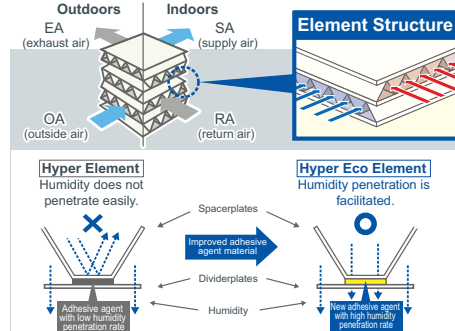 Outdoors
Indoors
EA
(exhaust air)
SA
(supply air)
OA
(outside air)
RA
(return air)
Element Structure
Hyper Element
Humidity does not
penetrate easily.
Hyper Eco Element
Humidity penetration is
facilitated.
Spacerplates
Improved adhesive
agent material
Dividerplates
Humidity
Adhesive agent
with low humidity
penetration rate
New adhesive agent
with high humidity
penetration rate